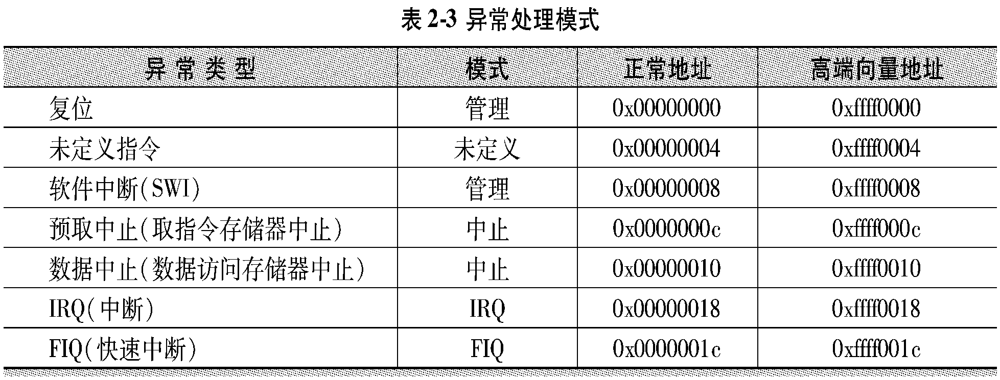 表 2-3 异常处理模式
异常类型 模式 正常地址 高端向量地址
复位 管理 0x00000000 0xffff0000
未定义指令 未定义 0x00000004 0xffff0004
软件中断(SWI) 管理 0x00000008 0xffff0008
预取中止(取指令存储器中止) 中止 0x0000000c 0xffff000c
数据中止(数据访问存储器中止) 中止 0x00000010 0xffff0010
IRQ(中断) IRQ 0x00000018 0xffff0018
FIQ(快速中断) FIQ 0x0000001c 0xffff001c